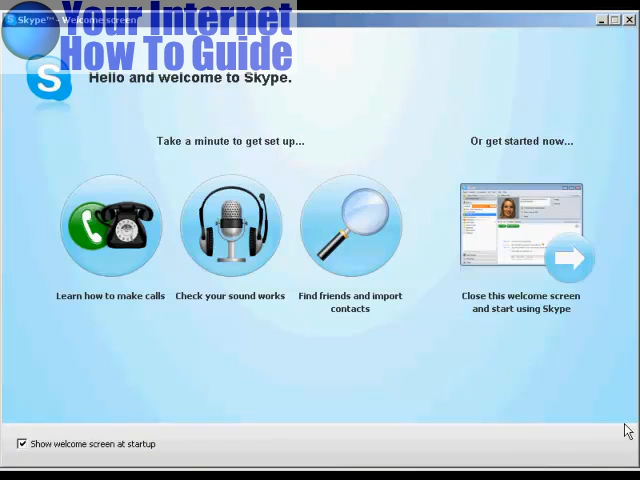 Skype™ - Welcome screen
Your Internet
How To Guide
Hello and welcome to Skype.
Take a minute to get set up...
Or get started now...
Learn how to make calls
Check your sound works
Find friends and import
contacts
Close this welcome screen
and start using Skype
Show welcome screen at startup